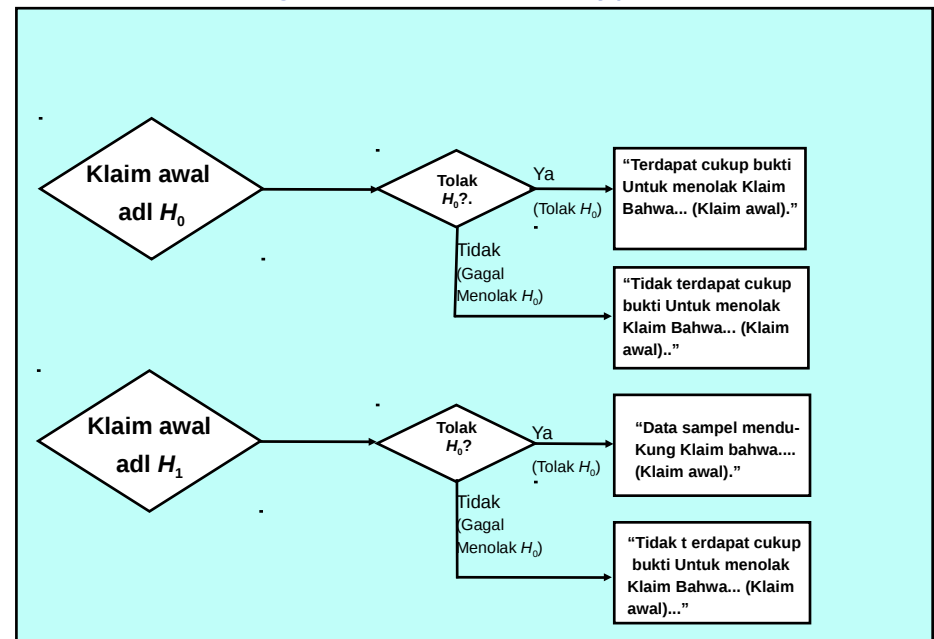 Klaim awal
adl H₀
Tolak
H₀?.
Ya
(Tolak H₀)
“Terdapat cukup bukti
Untuk menolak Klaim
Bahwa... (Klaim awal).”
Tidak
(Gagal
Menolak H₀)
“Tidak terdapat cukup
bukti Untuk menolak
Klaim Bahwa... (Klaim
awal)..”
Klaim awal
adl H₁
Tolak
H₀?
Ya
(Tolak H₀)
“Data sampel mendu-
Kung Klaim bahwa....
(Klaim awal).”
Tidak
(Gagal
Menolak H₀)
“Tidak t erdapat cukup
bukti Untuk menolak
Klaim Bahwa... (Klaim
awal)...”